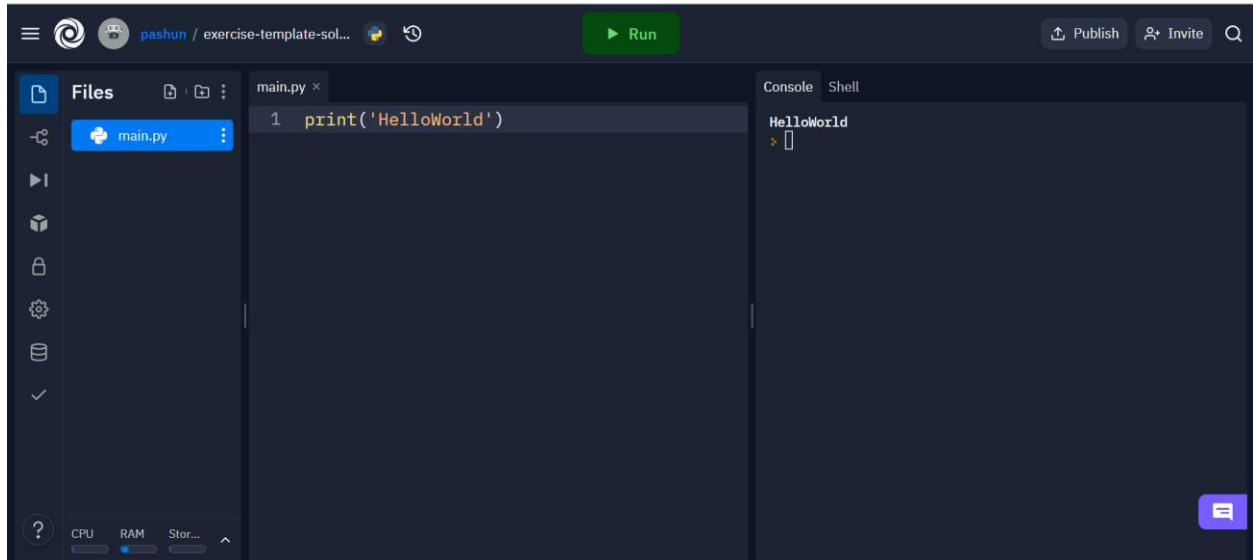 pashun / exercise-template-sol...
Run
Publish
Invite
Files
main.py
main.py ×
1 print('HelloWorld')
Console
Shell
HelloWorld
>
?
CPU
RAM
Stor...